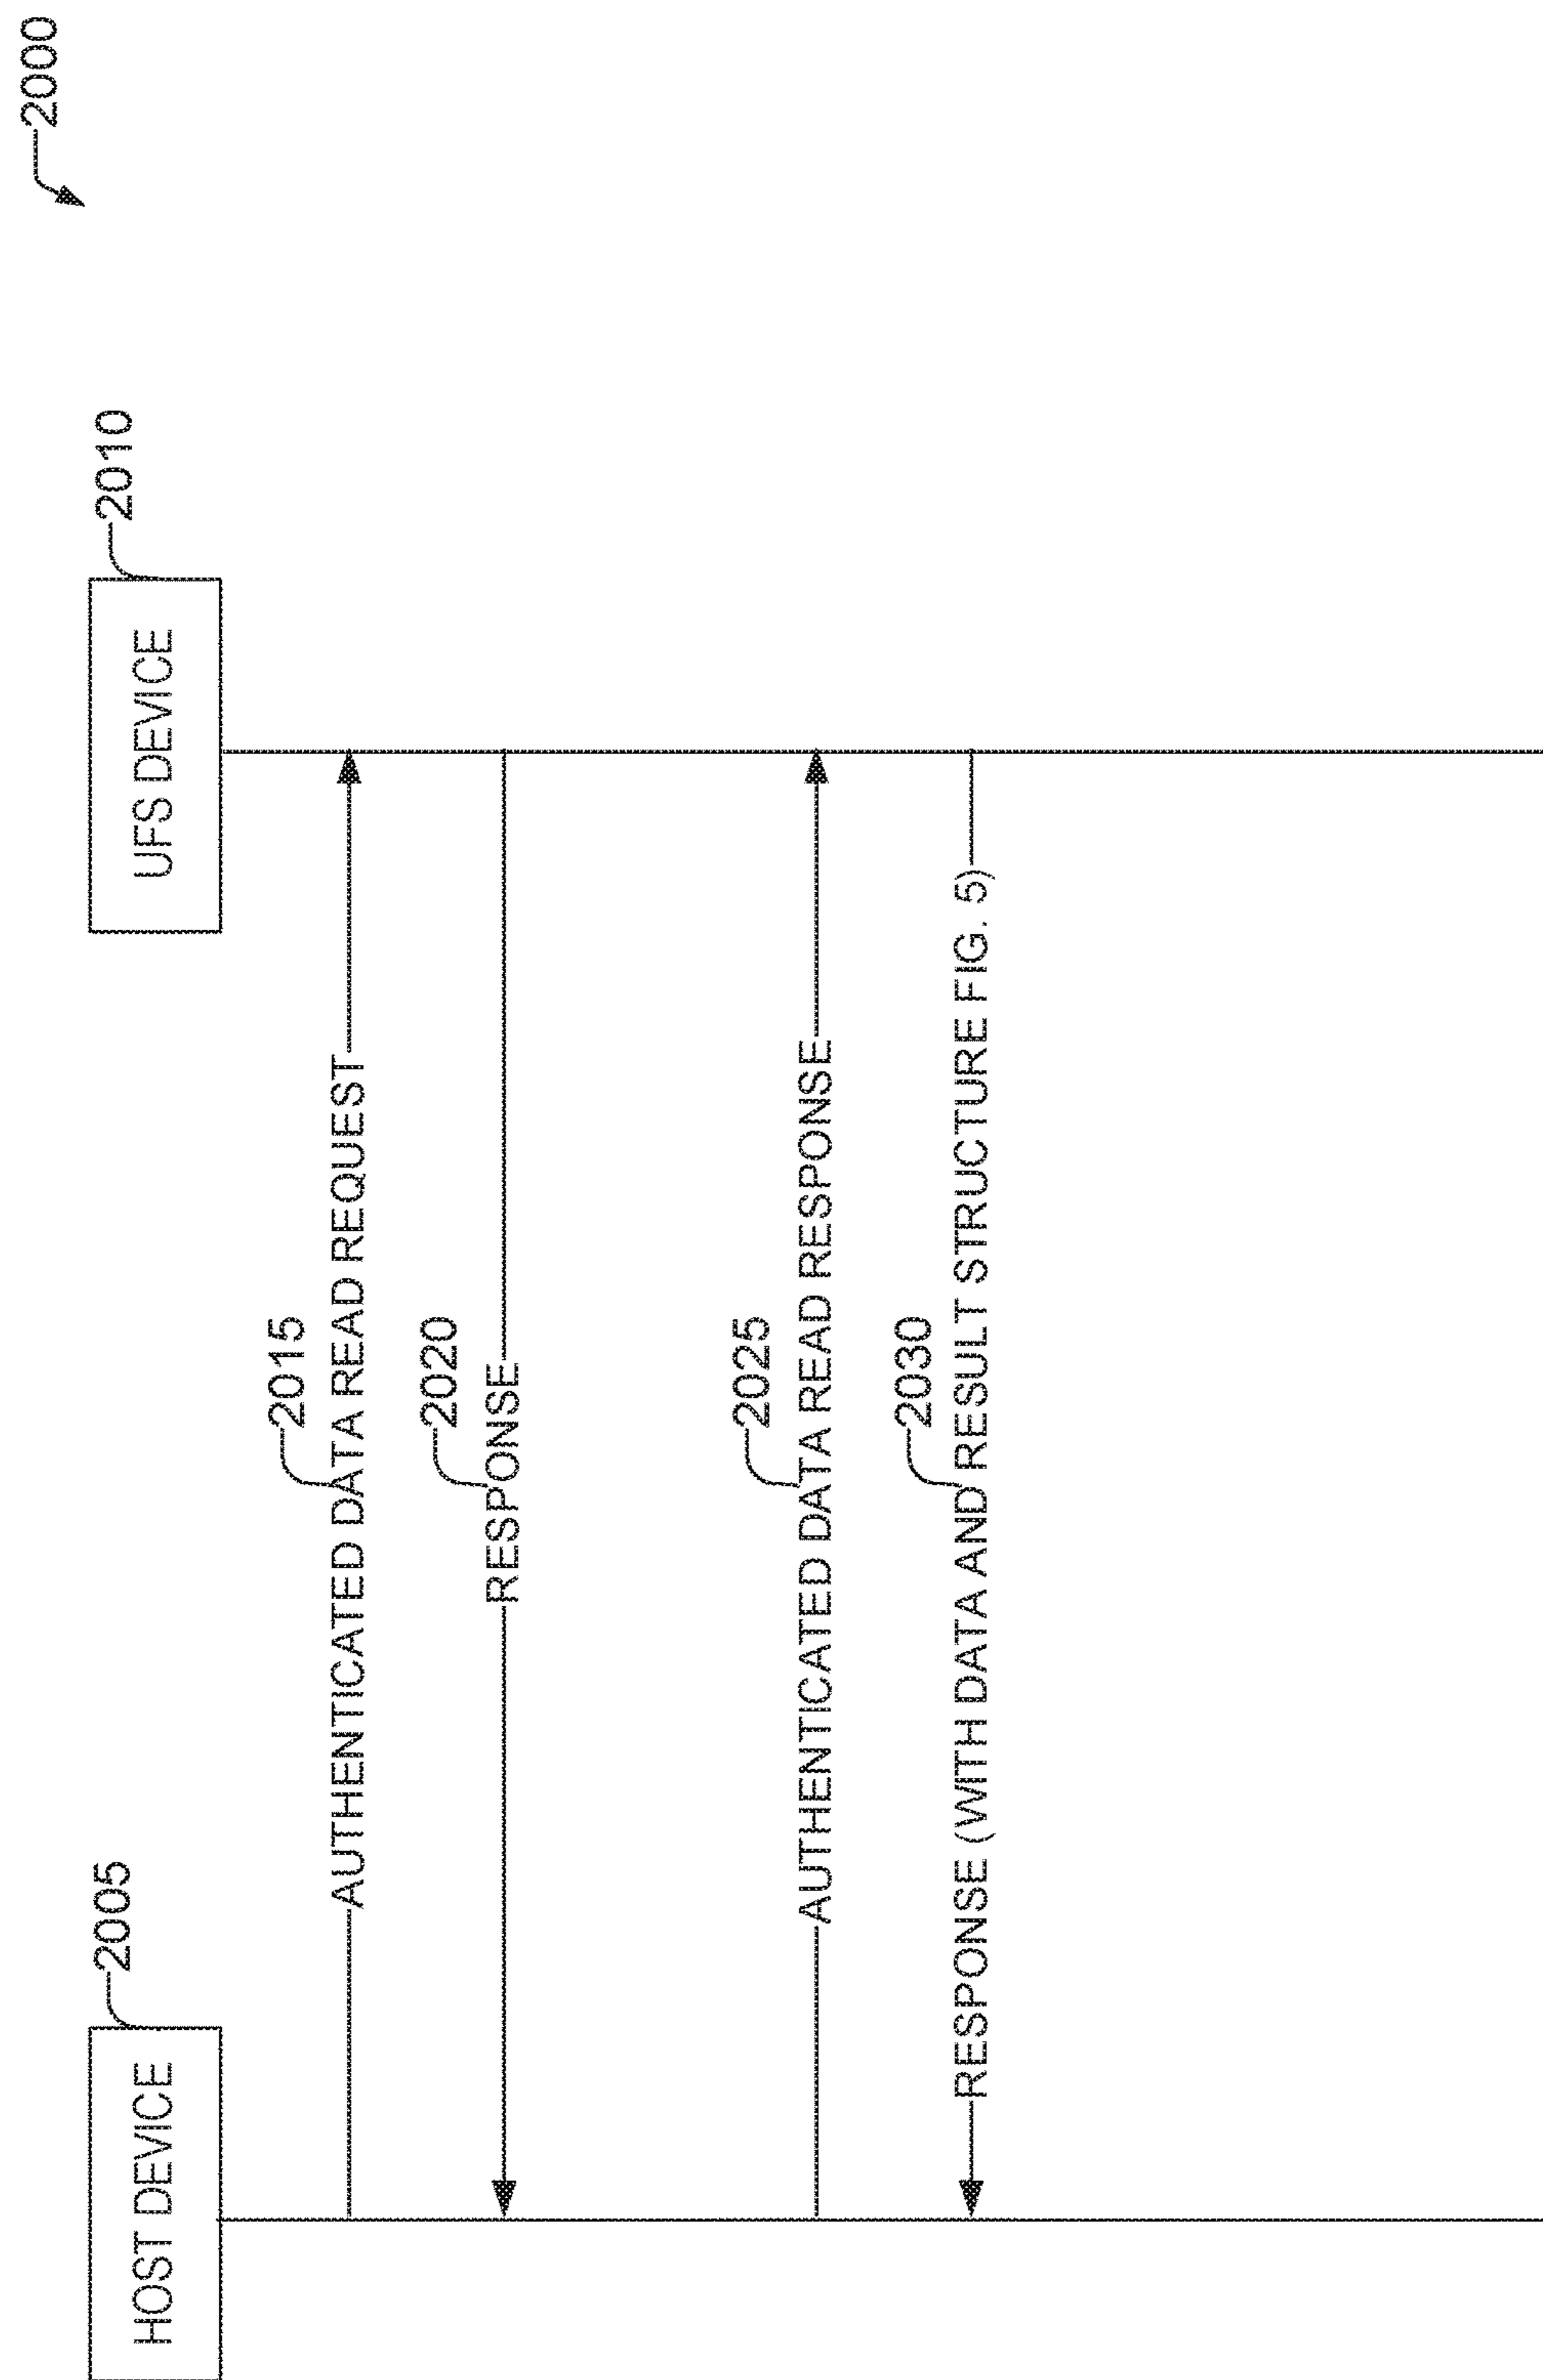 2000
HOST DEVICE
2005
UFS DEVICE
2010
2015
AUTHENTICATED DATA READ REQUEST
2020
RESPONSE
2025
AUTHENTICATED DATA READ RESPONSE
2030
RESPONSE (WITH DATA AND RESULT STRUCTURE FIG. 5)